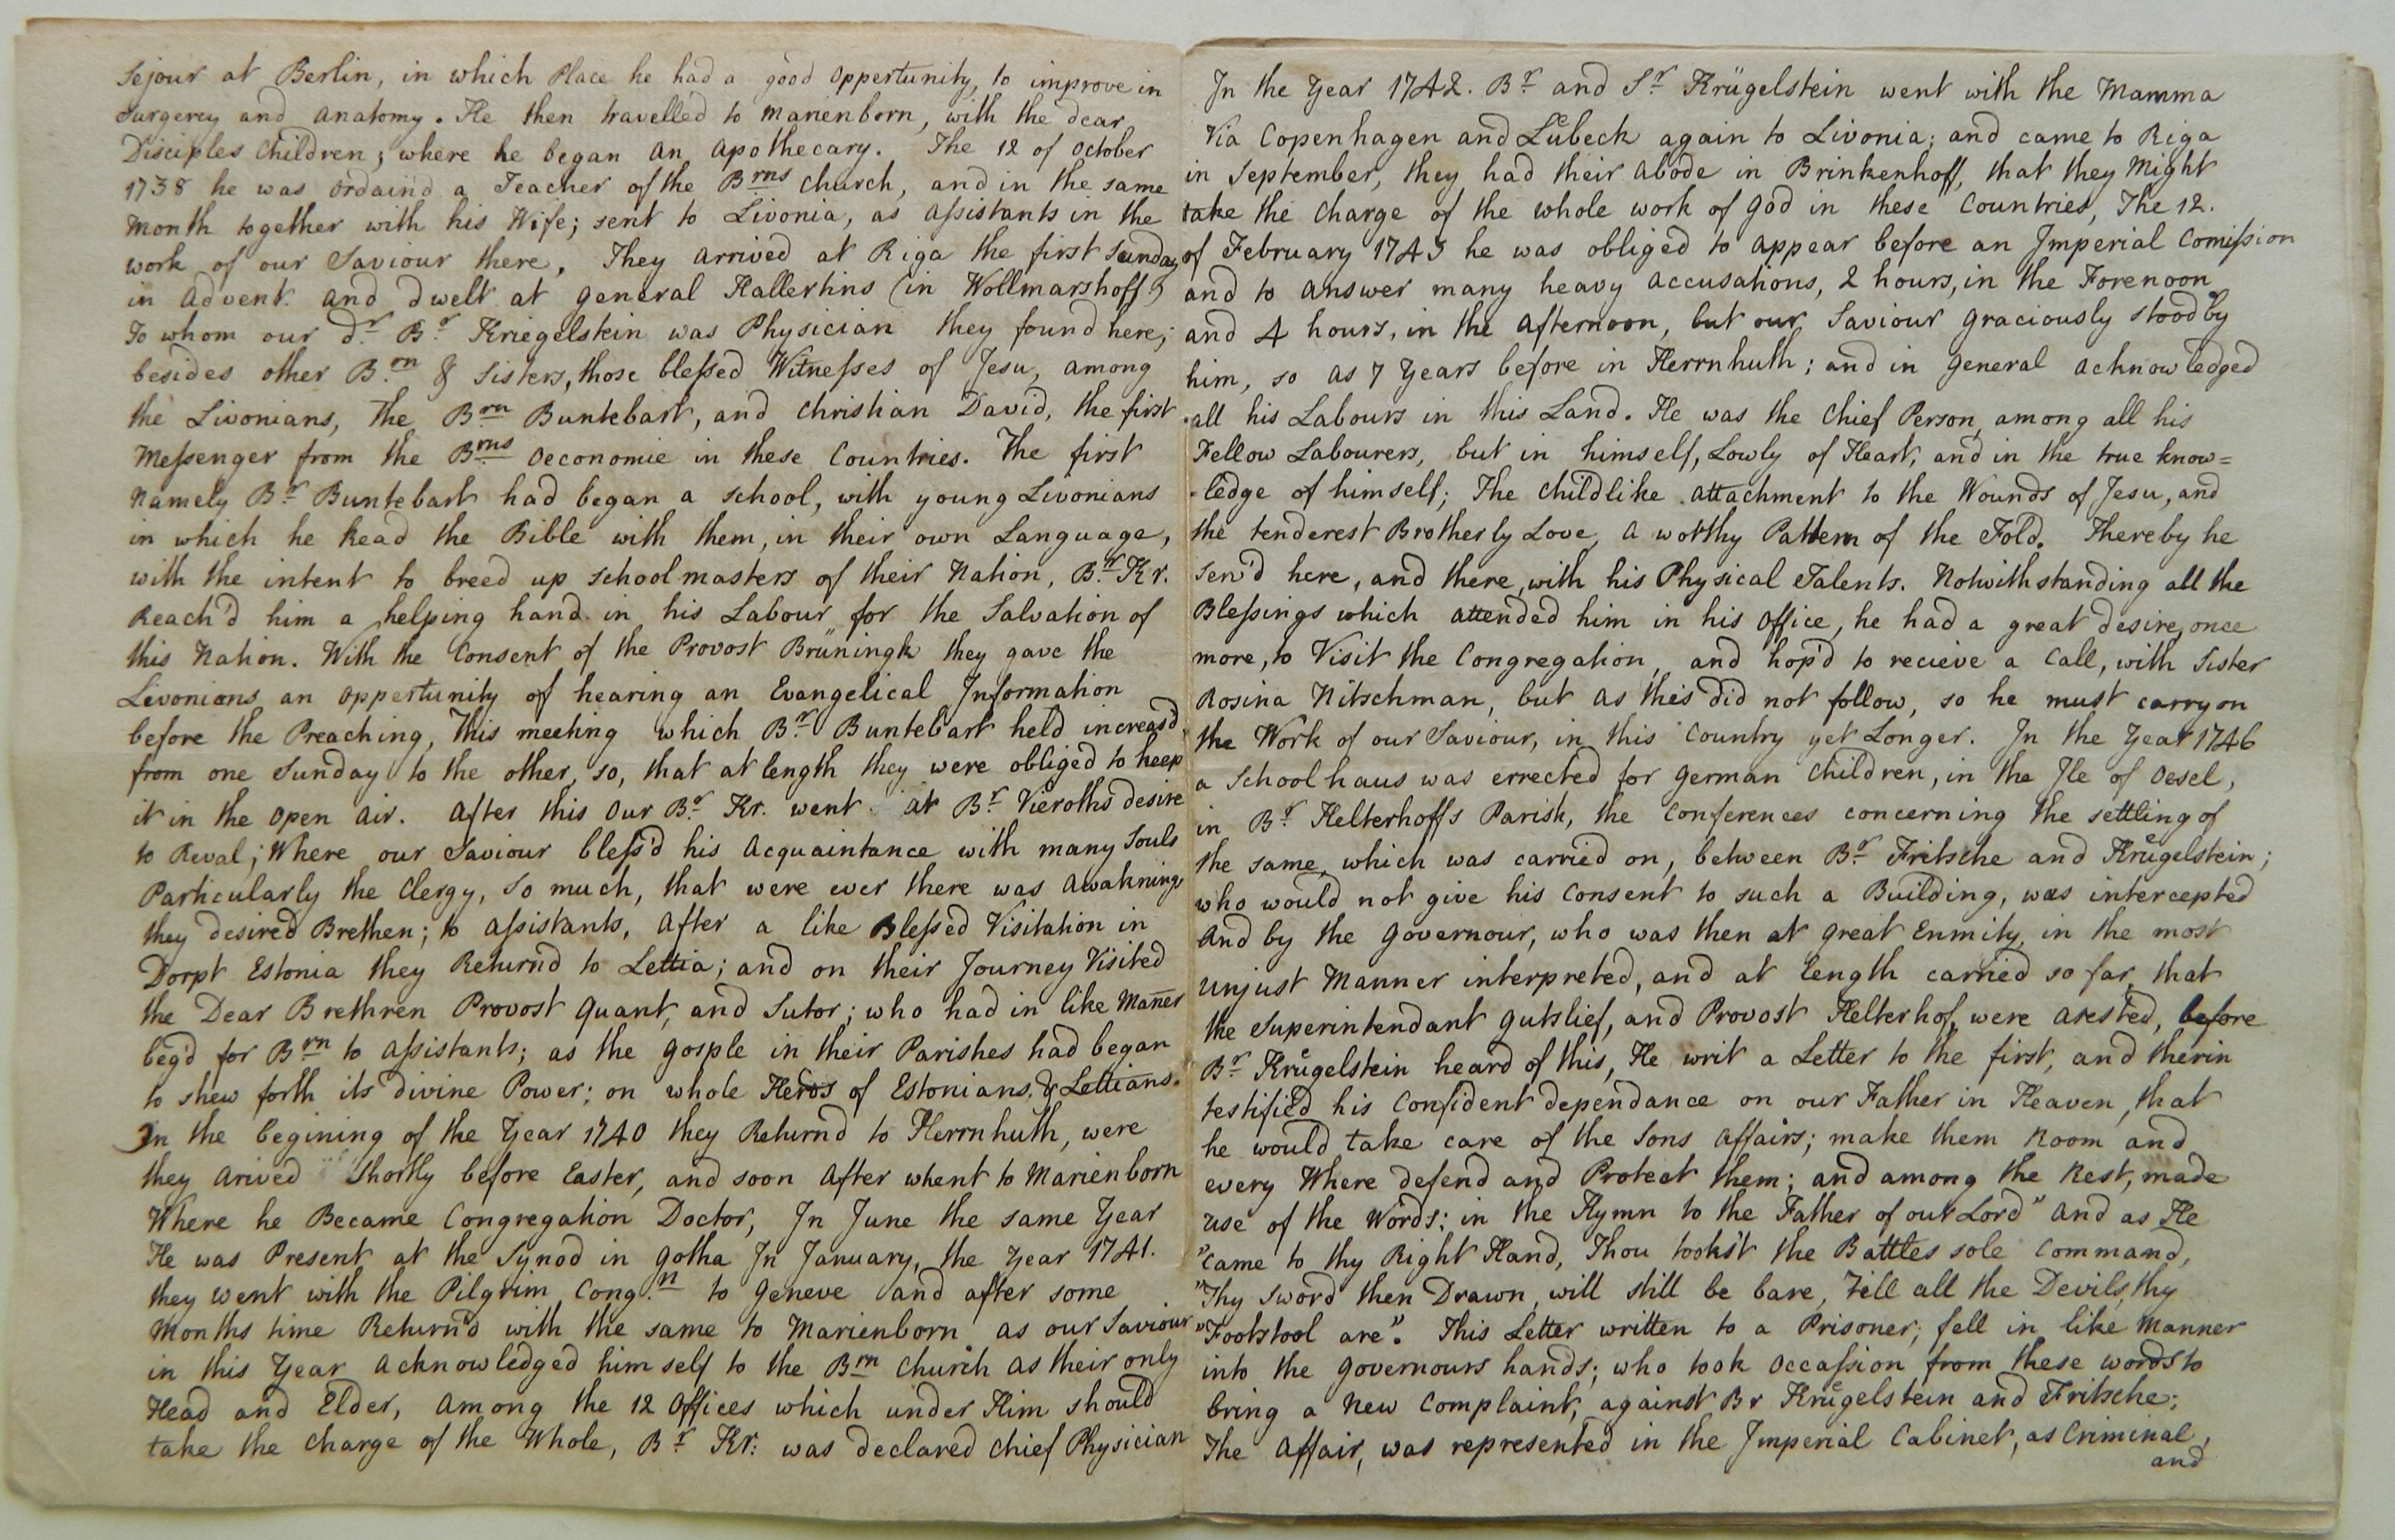 Sejour at Berlin, in which Place he had a good oppertunity, to improve in
surgerey and anatomy. He then travelled to Marienborn, with the dear
Disciples Children; where he began an apothecary. The 12 of october
1738 he was ordaind a Teacher of the Brns church, and in the same
Month together with his Wife; sent to Livonia, as assistants in the
work of our Saviour there, They arrived at Riga the first Sunday
in advent. and dwelt at general Hallertins (in Wollmarshoff)
To whom our dr Br Kriegelstein was Physician they found here;
besides other Brn & Sisters, those blessed Witnesses of Jesu, among
the Livonians, the Brn Buntebart, and Christian David, the first
Messenger from the Brns oeconomie in these Countries. The first
Namely Br Buntebart had began a school, with young Livonians
in which he Read the Bible with them, in their own Language,
with the intent to breed up schoolmasters of their Nation, Br Kr.
Reach'd him a helping hand in his Labour for the Salvation of
this Nation. With the Consent of the Provost Brüningk they gave the
Livonians an oppertunity of hearing an Evangelical Information
before the Preaching, This meeting which Br Buntebart held increas'd
from one Sunday to the other, so, that at length they were obliged to keep
it in the open air. After this our Br Kr. went at Br Vieroths desire
to Reval; Where our Saviour bless'd his acquaintance with many Souls
Particularly the Clergy, so much, that were ever there was awaknings
they desired Brethen; to assistants, after a like Blessed Visitation in
Dorpt Estonia they Return'd to Lettia; and on their Journey Visited
the Dear Brethren Provost Quant, and Sutor; who had in like Maner
beg'd for Brn to assistants; as the gosple in their Parishes had began
to shew forth its divine Power; on whole Herds of Estonians, & Lettians.
In the begining of the Year 1740 they Return'd to Herrnhuth, were
they arived shortly before Easter, and soon after whent to Marienborn
Where he Became Congregation Doctor, In June the same Year
He was Present at the Synod in gotha In January, the Year 1741.
they went with the Pilgrim Congn to geneve and after some
Months time Return'd with the same to Marienborn as our Saviour
in this Year acknowledged him self to the Brn church as their only
Head and Elder, among the 12 offices which under Him should
take the charge of the Whole, Br Kr: was declared chief Physician
In the Year 1742. Br and Sr Krügelstein went with the Mamma
Via Copenhagen and Lübeck again to Livonia; and came to Riga
in September, they had their abode in Brinkenhoff, that they Might
take the charge of the whole work of god in these Countries, The 12.
of February 1743 he was obliged to appear before an Imperial Comission
and to answer many heavy accusations, 2 hours, in the Forenoon
and 4 hours, in the afternoon, but our Saviour graciously stood by
him, so as 7 Years before in Herrnhuth; and in general acknowledged
all his Labours in this Land. He was the Chief Person, among all his
Fellow Labourers, but in himself, Lowly of Heart, and in the true know=
ledge of himself; The childlike attachment to the Wounds of Jesu, and
the tenderest Brotherly Love, a worthy Pattern of the Fold. Thereby he
serv'd here, and there, with his Physical Talents. Notwithstanding all the
Blessings which attended him in his office, he had a great desire, once
more, to Visit the Congregation, and hop'd to recieve a Call, with Sister
Rosina Nitschman, but as this did not follow, so he must carry on
the Work of our Saviour, in this Country yet Longer. In the Year 1746
a School haus was errected for german children, in the Jle of Oesel,
in Br Helterhoffs Parish, the Conferences concerning the settling of
the same, which was carried on, between Br Fritsche and Krügelstein;
who would not give his Consent to such a Building, was intercepted
and by the governour, who was then at great Enmity, in the most
unjust Manner interpreted, and at length carried so far, that
the Superintendant gutslief, and Provost Helterhof, were arested, before
Br Krügelstein heard of this, He writ a Letter to the first, and therin
testified his Confident dependance on our Father in Heaven, that
he would take care of the Sons affairs; make them Room and
every Where defend and Protect them; and among the Rest, made
use of the Words; in the Hymn to the Father of our Lord" and as He
"came to thy Right Hand, Thou took'st the Battles sole Command,
"Thy Sword then Drawn, will still be bare, Till all the Devils, thy
"Footstool are". This Letter written to a Prisoner; fell in like Manner
into the governours hands; who took occassion from these words to
bring a New Complaint, against Br Krügelstein and Fritsche;
The affair, was represented in the Imperial Cabinet, as Criminal,
and